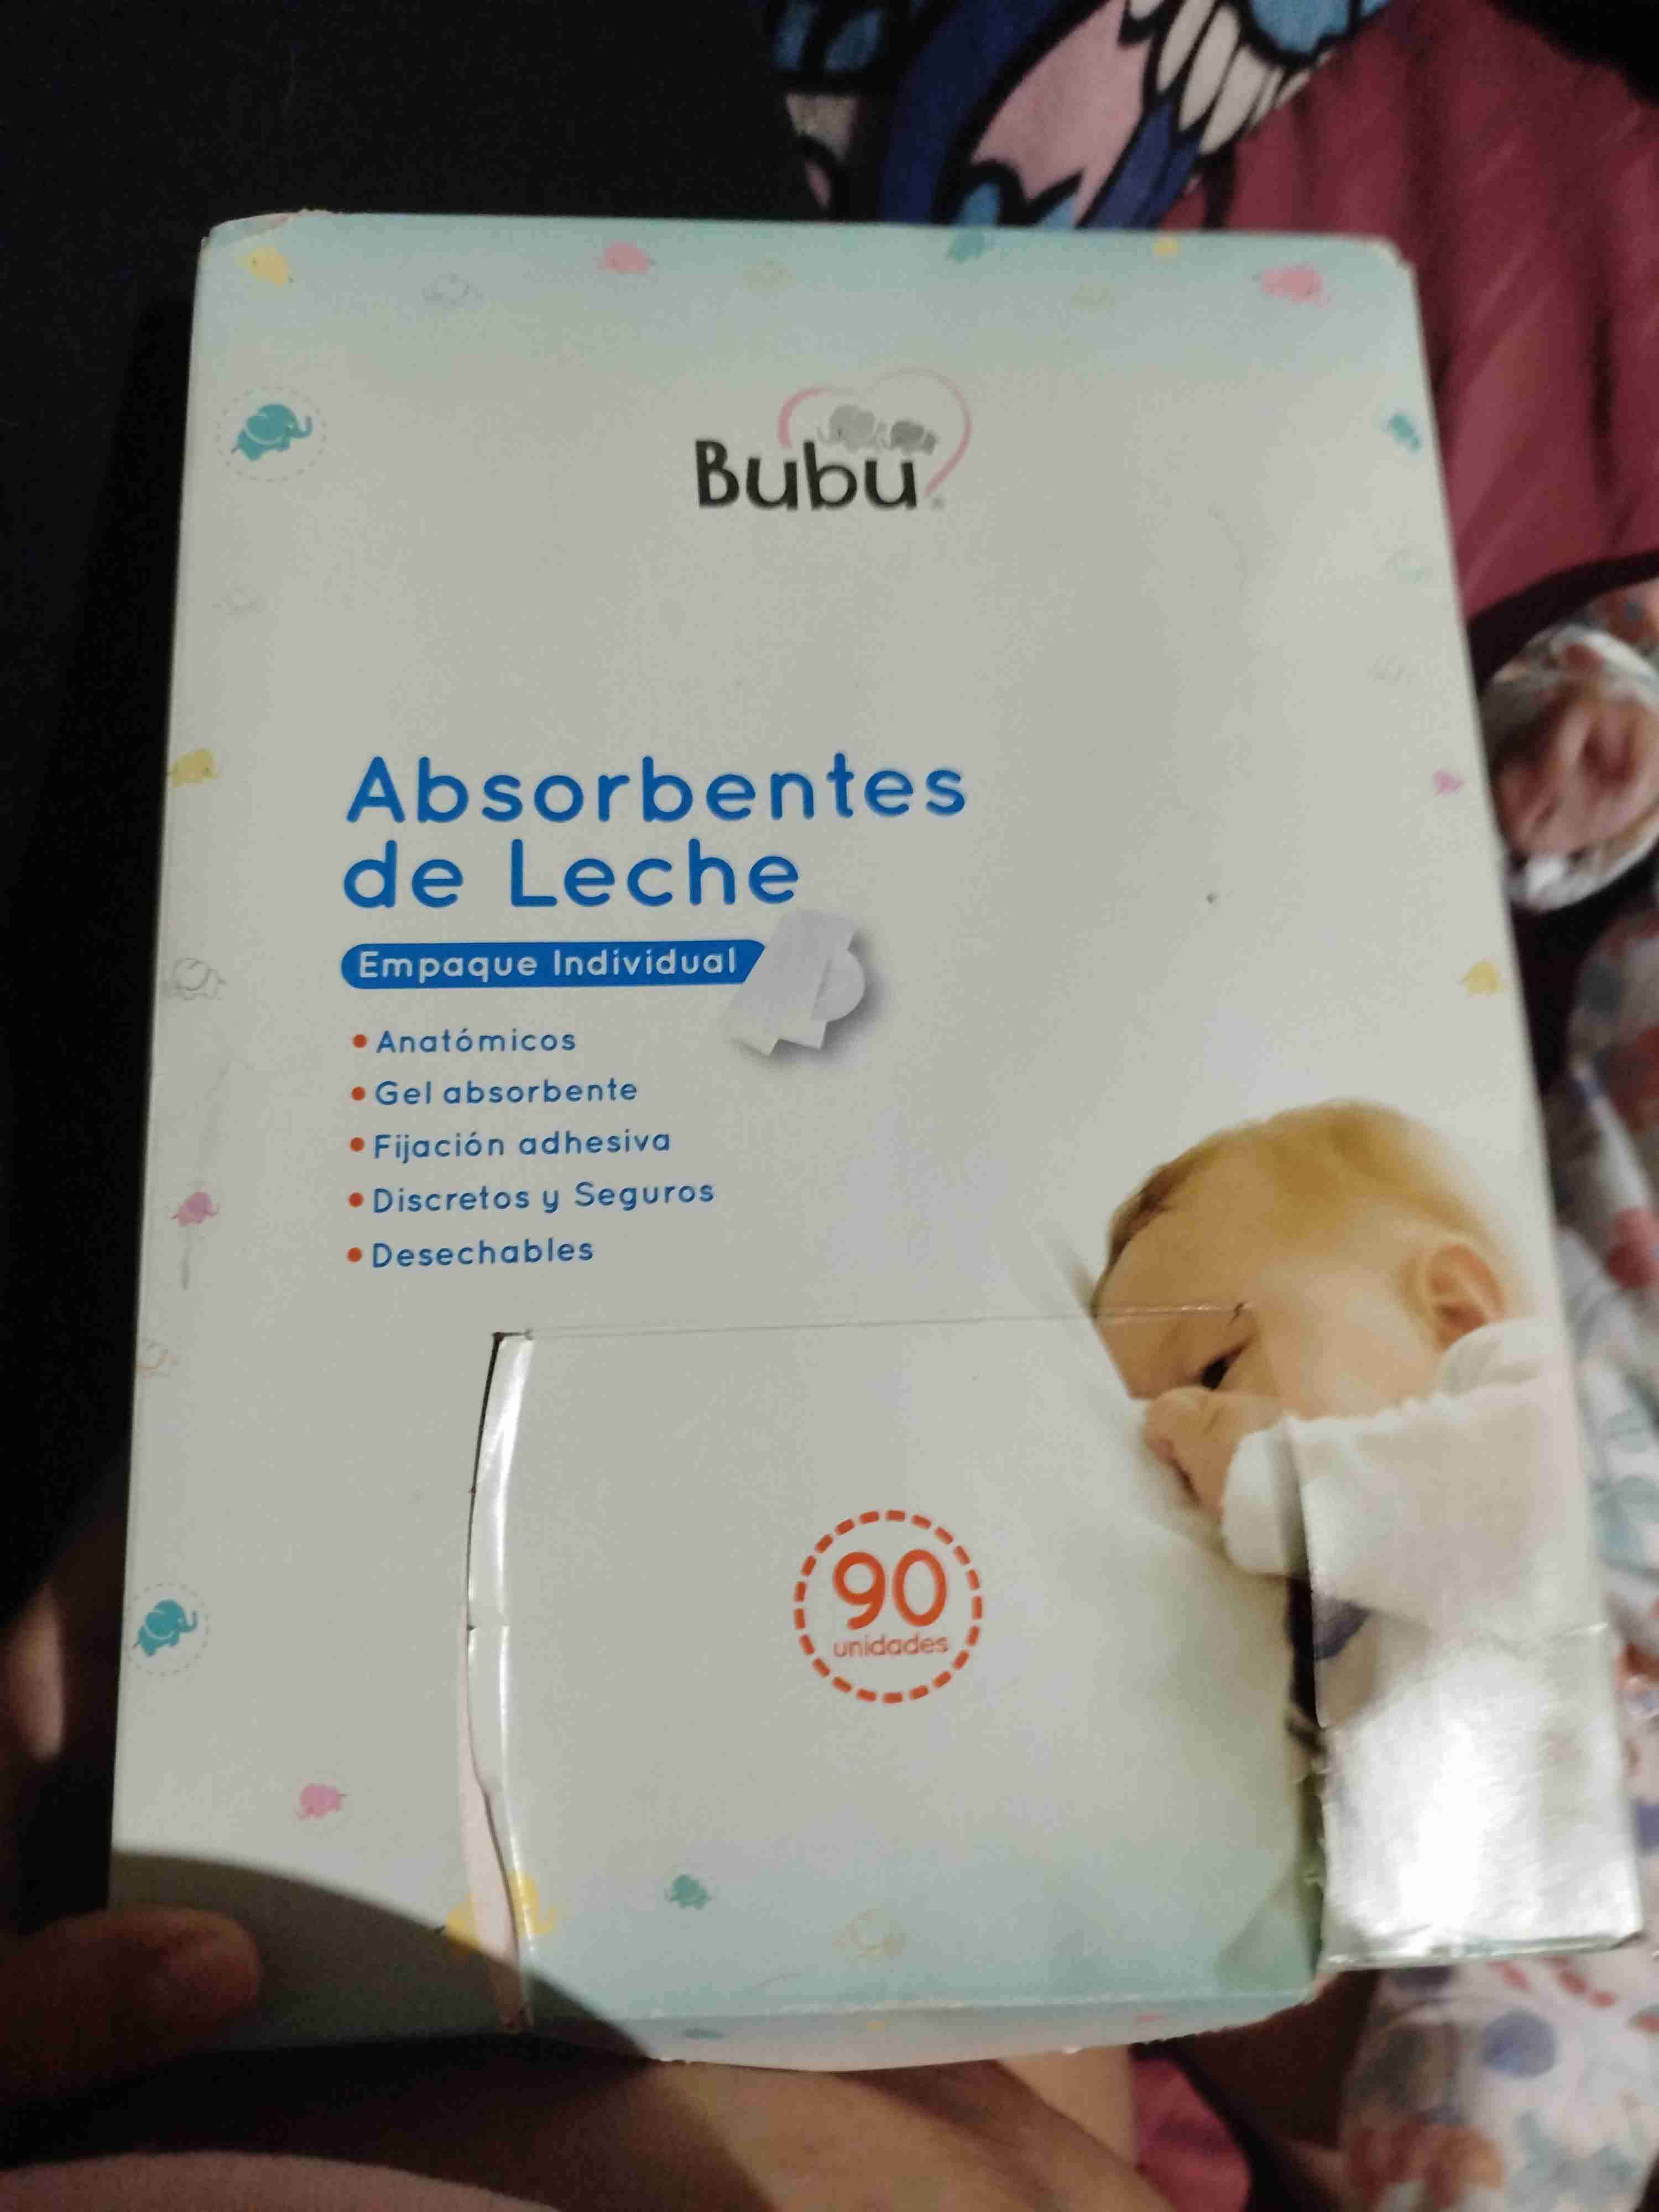 Bubu
Absorbentes
de Leche
Empaque Individual
• Anatómicos
• Gel absorbente
• Fijación adhesiva
• Discretos y Seguros
• Desechables
90
unidades